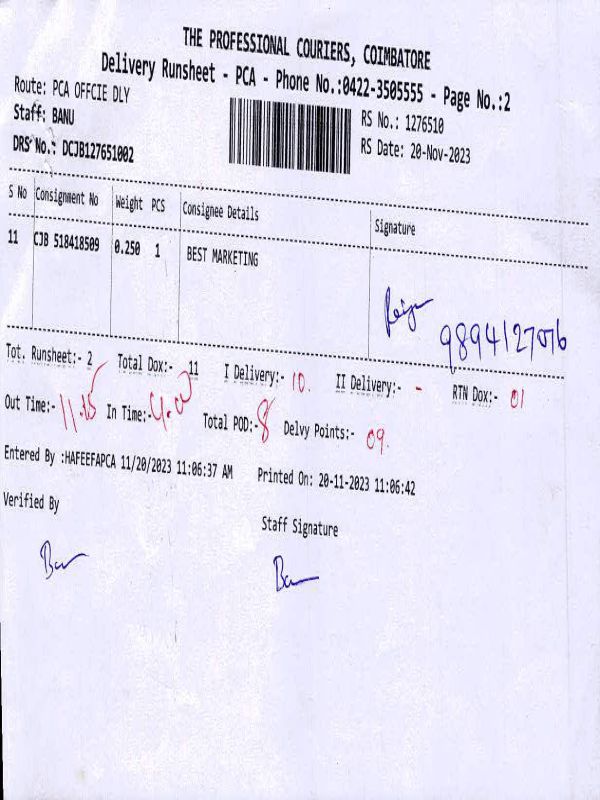 THE PROFESSIONAL COURIERS, COIMBATORE
Delivery Runsheet - PCA - Phone No.:0422-3505555 - Page No.:2
Route: PCA OFFCIE DLY
Staff: BANU
RS No.: 1276510
DRS No.: DCJB127651002
RS Date: 20-Nov-2023
S No Consignment No Weight PCS Consignee Details Signature
11 CJB 518418509 0.250 1 BEST MARKETING
9894127076
Tot. Runsheet:- 2 Total Dox:- 11 I Delivery:- 10. II Delivery:- - RTN Dox:- 01
Out Time:- 11.15 In Time:- 4.00 Total POD:- 8 Delvy Points:- 09.
Entered By :HAFEEFAPCA 11/20/2023 11:06:37 AM Printed On: 20-11-2023 11:06:42
Verified By
Staff Signature